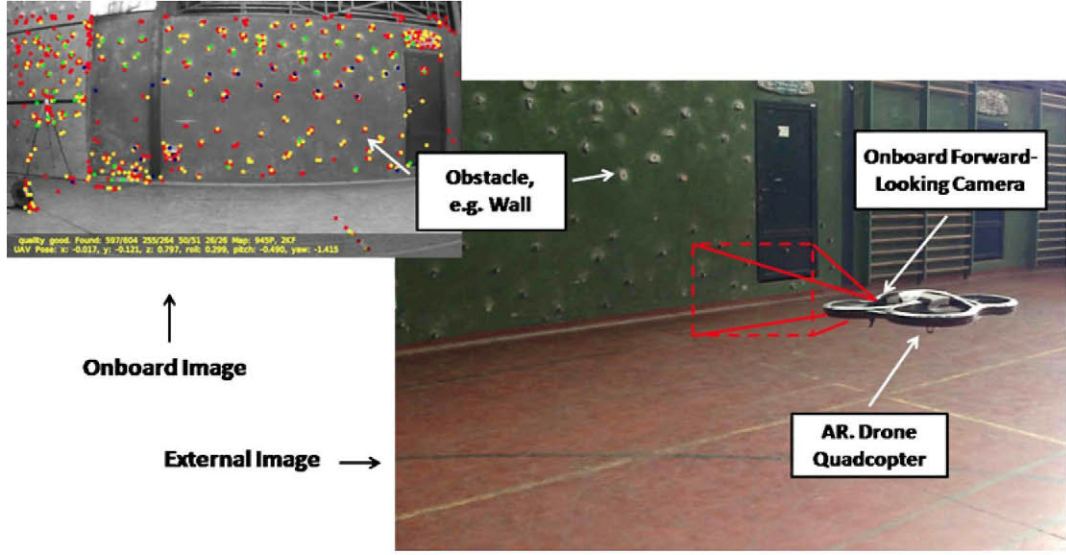 quality good. Found: 597/604 255/264 50/51 26/26 Map: 945P, 2KF
UAV Pose: x: -0.017, y: -0.121, z: 0.797, roll: 0.299, pitch: -0.490, yaw: -1.415
Obstacle,
e.g. Wall
Onboard Forward-
Looking Camera
Onboard Image
External Image
AR. Drone
Quadcopter